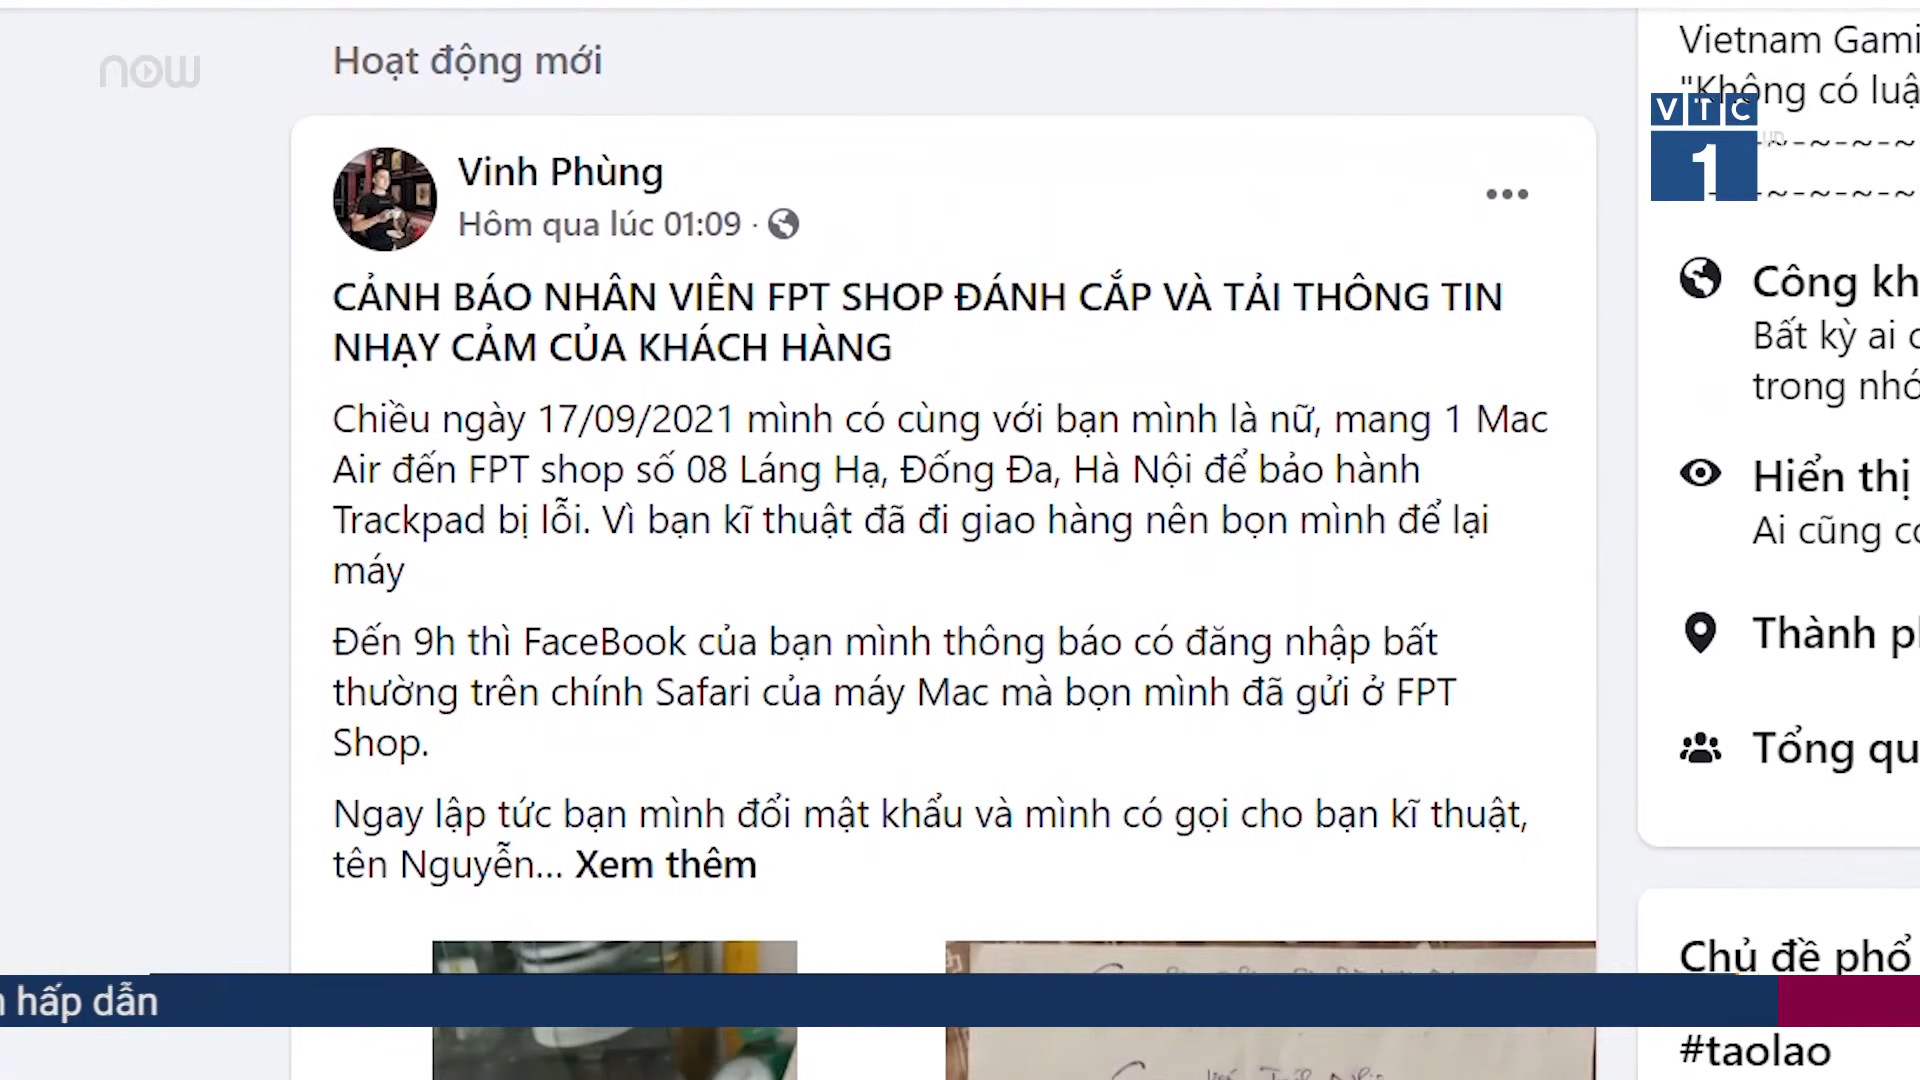 now
Hoạt động mới
Vinh Phùng
Hôm qua lúc 01:09 ·
CẢNH BÁO NHÂN VIÊN FPT SHOP ĐÁNH CẮP VÀ TẢI THÔNG TIN
NHẠY CẢM CỦA KHÁCH HÀNG
Chiều ngày 17/09/2021 mình có cùng với bạn mình là nữ, mang 1 Mac
Air đến FPT shop số 08 Láng Hạ, Đống Đa, Hà Nội để bảo hành
Trackpad bị lỗi. Vì bạn kĩ thuật đã đi giao hàng nên bọn mình để lại
máy
Đến 9h thì FaceBook của bạn mình thông báo có đăng nhập bất
thường trên chính Safari của máy Mac mà bọn mình đã gửi ở FPT
Shop.
Ngay lập tức bạn mình đổi mật khẩu và mình có gọi cho bạn kĩ thuật,
tên Nguyễn... Xem thêm
Vietnam Gami
"Không có luậ
VTC
1
~-~-~-~
~-~-~-~
Công kh
Bất kỳ ai c
trong nhó
Hiển thị
Ai cũng có
Thành ph
Tổng qu
Chủ đề phổ
#taolao
hấp dẫn